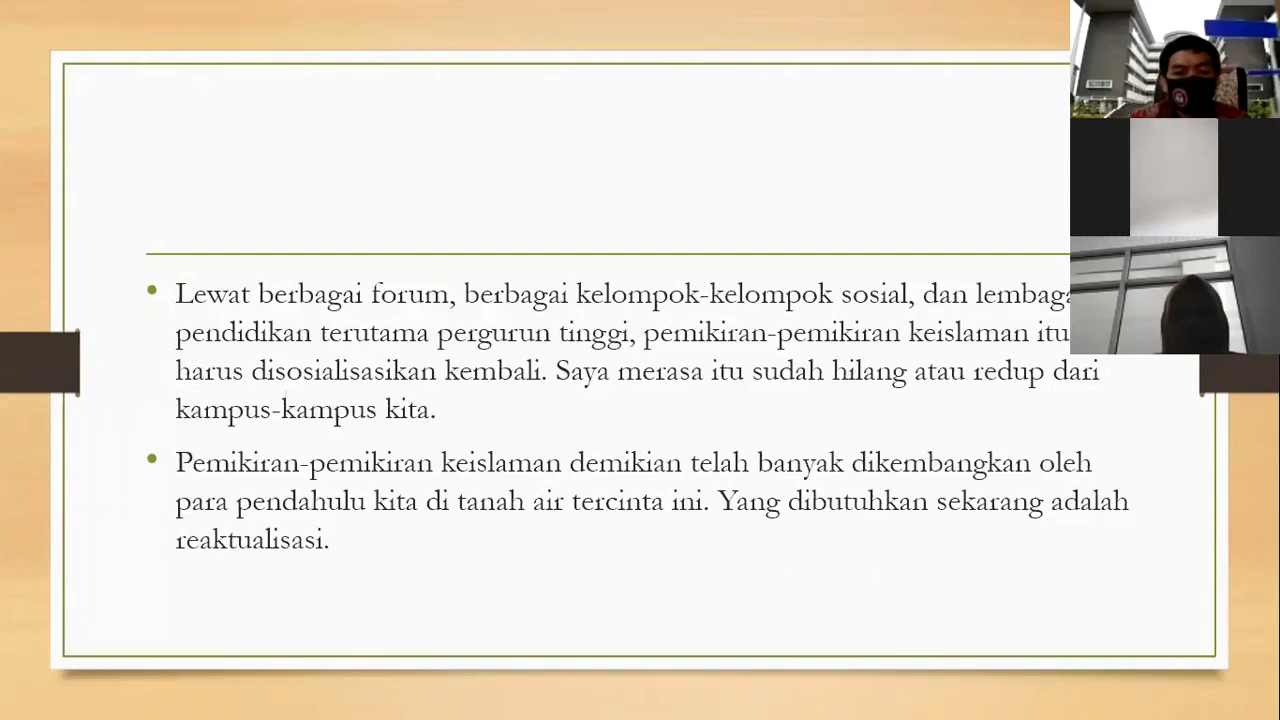 Lewat berbagai forum, berbagai kelompok-kelompok sosial, dan lembaga
pendidikan terutama pergurun tinggi, pemikiran-pemikiran keislaman itu
harus disosialisasikan kembali. Saya merasa itu sudah hilang atau redup dari
kampus-kampus kita.
Pemikiran-pemikiran keislaman demikian telah banyak dikembangkan oleh
para pendahulu kita di tanah air tercinta ini. Yang dibutuhkan sekarang adalah
reaktualisasi.